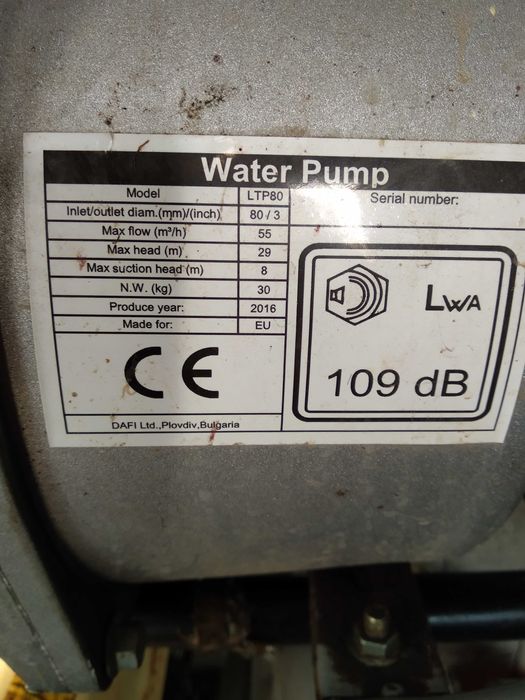 Water Pump
Model LTP80
Serial number:
Inlet/outlet diam.(mm)/(inch) 80 / 3
Max flow (m³/h) 55
Max head (m) 29
Max suction head (m) 8
N.W. (kg) 30
Produce year: 2016
Made for: EU
CE
LWA
109 dB
DAFI Ltd.,Plovdiv,Bulgaria